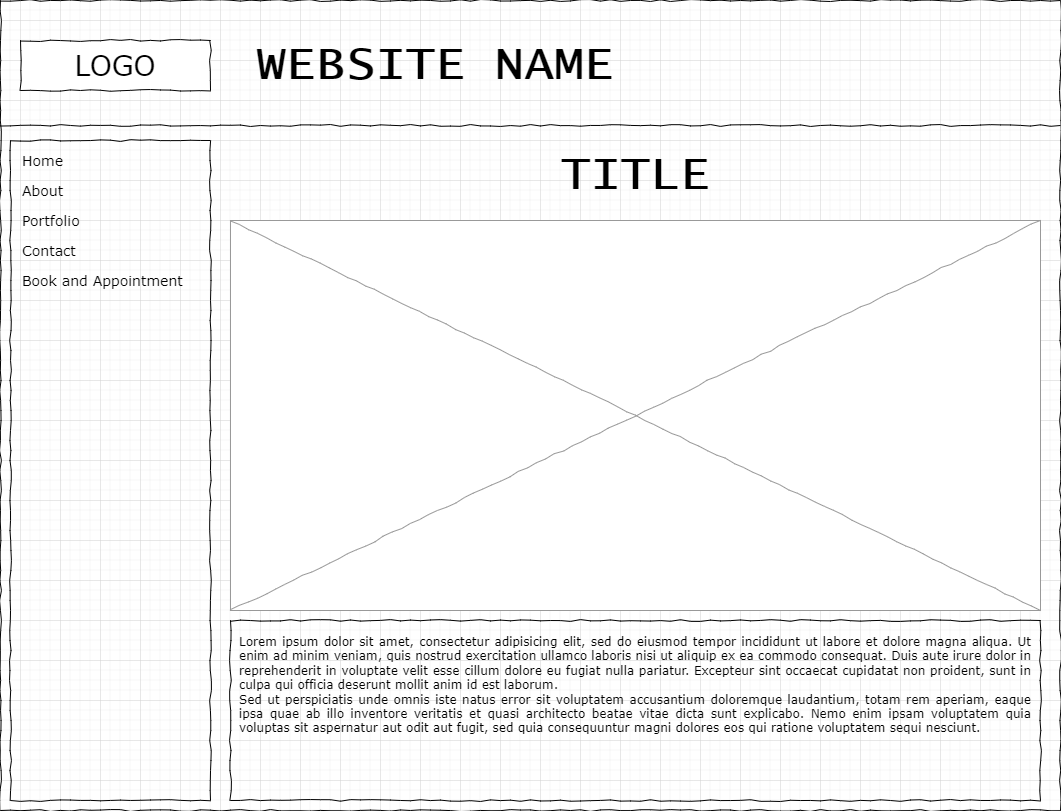 LOGO
WEBSITE NAME
Home
About
Portfolio
Contact
Book and Appointment
TITLE
Lorem ipsum dolor sit amet, consectetur adipisicing elit, sed do eiusmod tempor incididunt ut labore et dolore magna aliqua. Ut
enim ad minim veniam, quis nostrud exercitation ullamco laboris nisi ut aliquip ex ea commodo consequat. Duis aute irure dolor in
reprehenderit in voluptate velit esse cillum dolore eu fugiat nulla pariatur. Excepteur sint occaecat cupidatat non proident, sunt in
culpa qui officia deserunt mollit anim id est laborum.
Sed ut perspiciatis unde omnis iste natus error sit voluptatem accusantium doloremque laudantium, totam rem aperiam, eaque
ipsa quae ab illo inventore veritatis et quasi architecto beatae vitae dicta sunt explicabo. Nemo enim ipsam voluptatem quia
voluptas sit aspernatur aut odit aut fugit, sed quia consequuntur magni dolores eos qui ratione voluptatem sequi nesciunt.